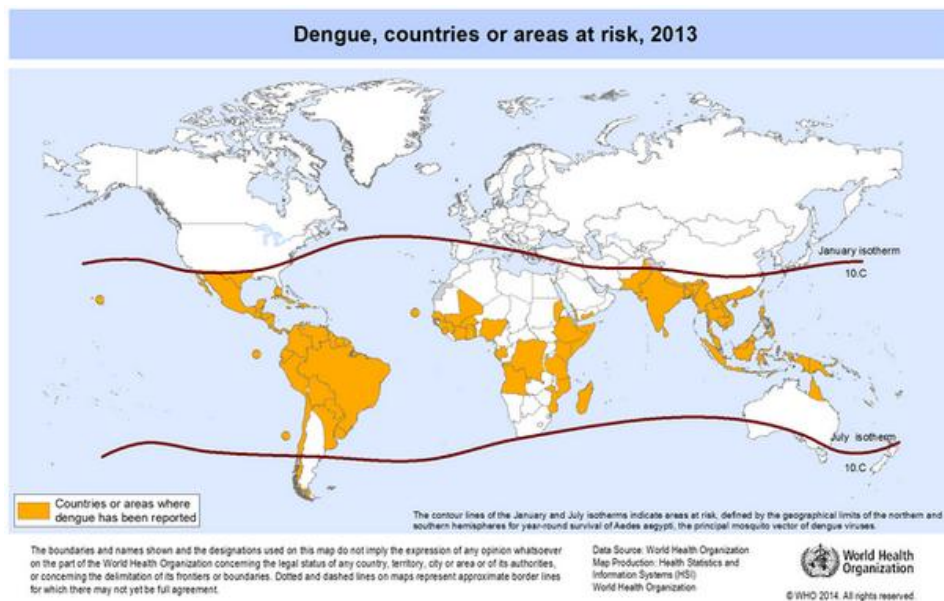 Dengue, countries or areas at risk, 2013
January isotherm
10.C
July isotherm
10.C
Countries or areas where
dengue has been reported
The contour lines of the January and July isotherms indicate areas at risk, defined by the geographical limits of the northern and
southern hemispheres for year-round survival of Aedes aegypti, the principal mosquito vector of dengue viruses.
The boundaries and names shown and the designations used on this map do not imply the expression of any opinion whatsoever
on the part of the World Health Organization concerning the legal status of any country, territory, city or area or of its authorities,
or concerning the delimitation of its frontiers or boundaries. Dotted and dashed lines on maps represent approximate border lines
for which there may not yet be full agreement.
Data Source: World Health Organization
Map Production: Health Statistics and
Information Systems (HSI)
World Health Organization
World Health
Organization
© WHO 2014. All rights reserved.